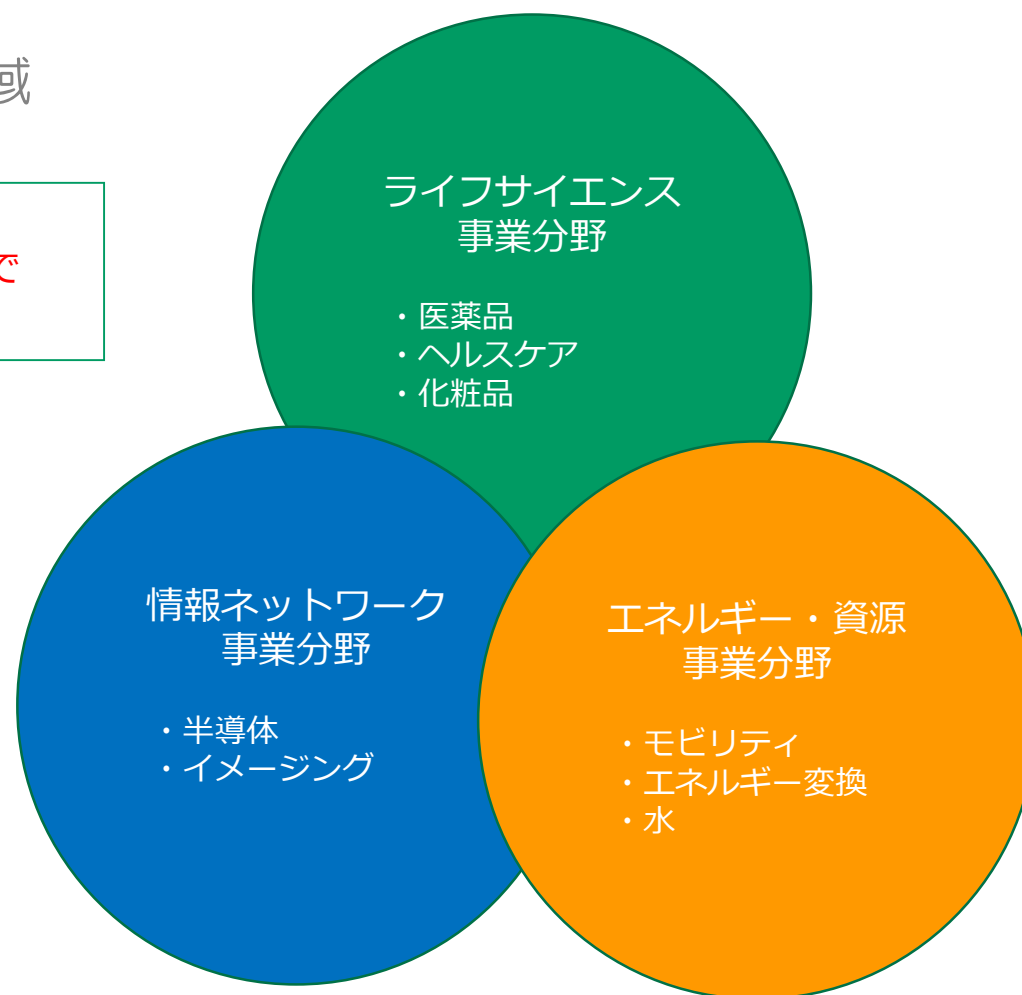 域
で
ライフサイエンス
事業分野
・医薬品
・ヘルスケア
・化粧品
情報ネットワーク
事業分野
・半導体
・イメージング
エネルギー・資源
事業分野
・モビリティ
・エネルギー変換
・水